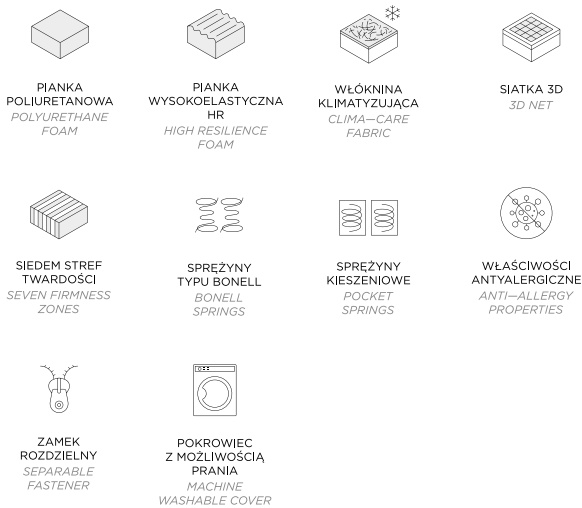 PIANKA
POLIURETANOWA
POLYURETHANE
FOAM
PIANKA
WYSOKOELASTYCZNA
HR
HIGH RESILIENCE
FOAM
WŁÓKNINA
KLIMATYZUJĄCA
CLIMA—CARE
FABRIC
SIATKA 3D
3D NET
SIEDEM STREF
TWARDOŚCI
SEVEN FIRMNESS
ZONES
SPRĘŻYNY
TYPU BONELL
BONELL
SPRINGS
SPRĘŻYNY
KIESZENIOWE
POCKET
SPRINGS
WŁAŚCIWOŚCI
ANTYALERGICZNE
ANTI—ALLERGY
PROPERTIES
ZAMEK
ROZDZIELNY
SEPARABLE
FASTENER
POKROWIEC
Z MOŻLIWOŚCIĄ
PRANIA
MACHINE
WASHABLE COVER